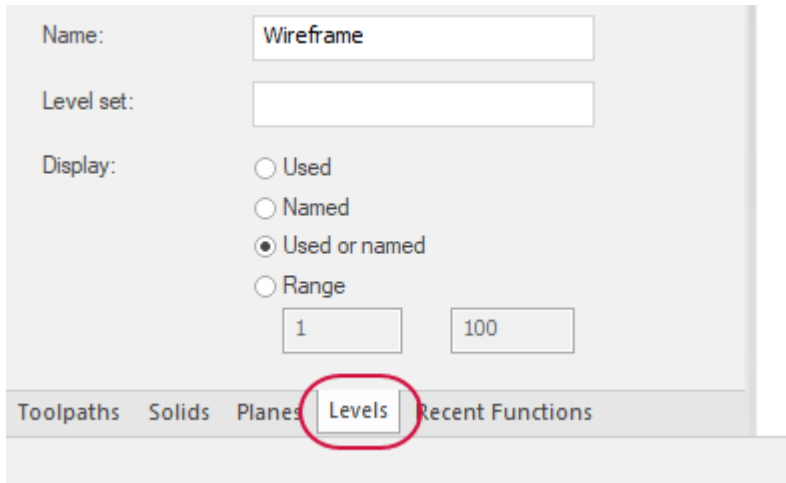 Name: Wireframe
Level set:
Display: Used
Named
Used or named
Range
1 100
Toolpaths Solids Planes Levels Recent Functions